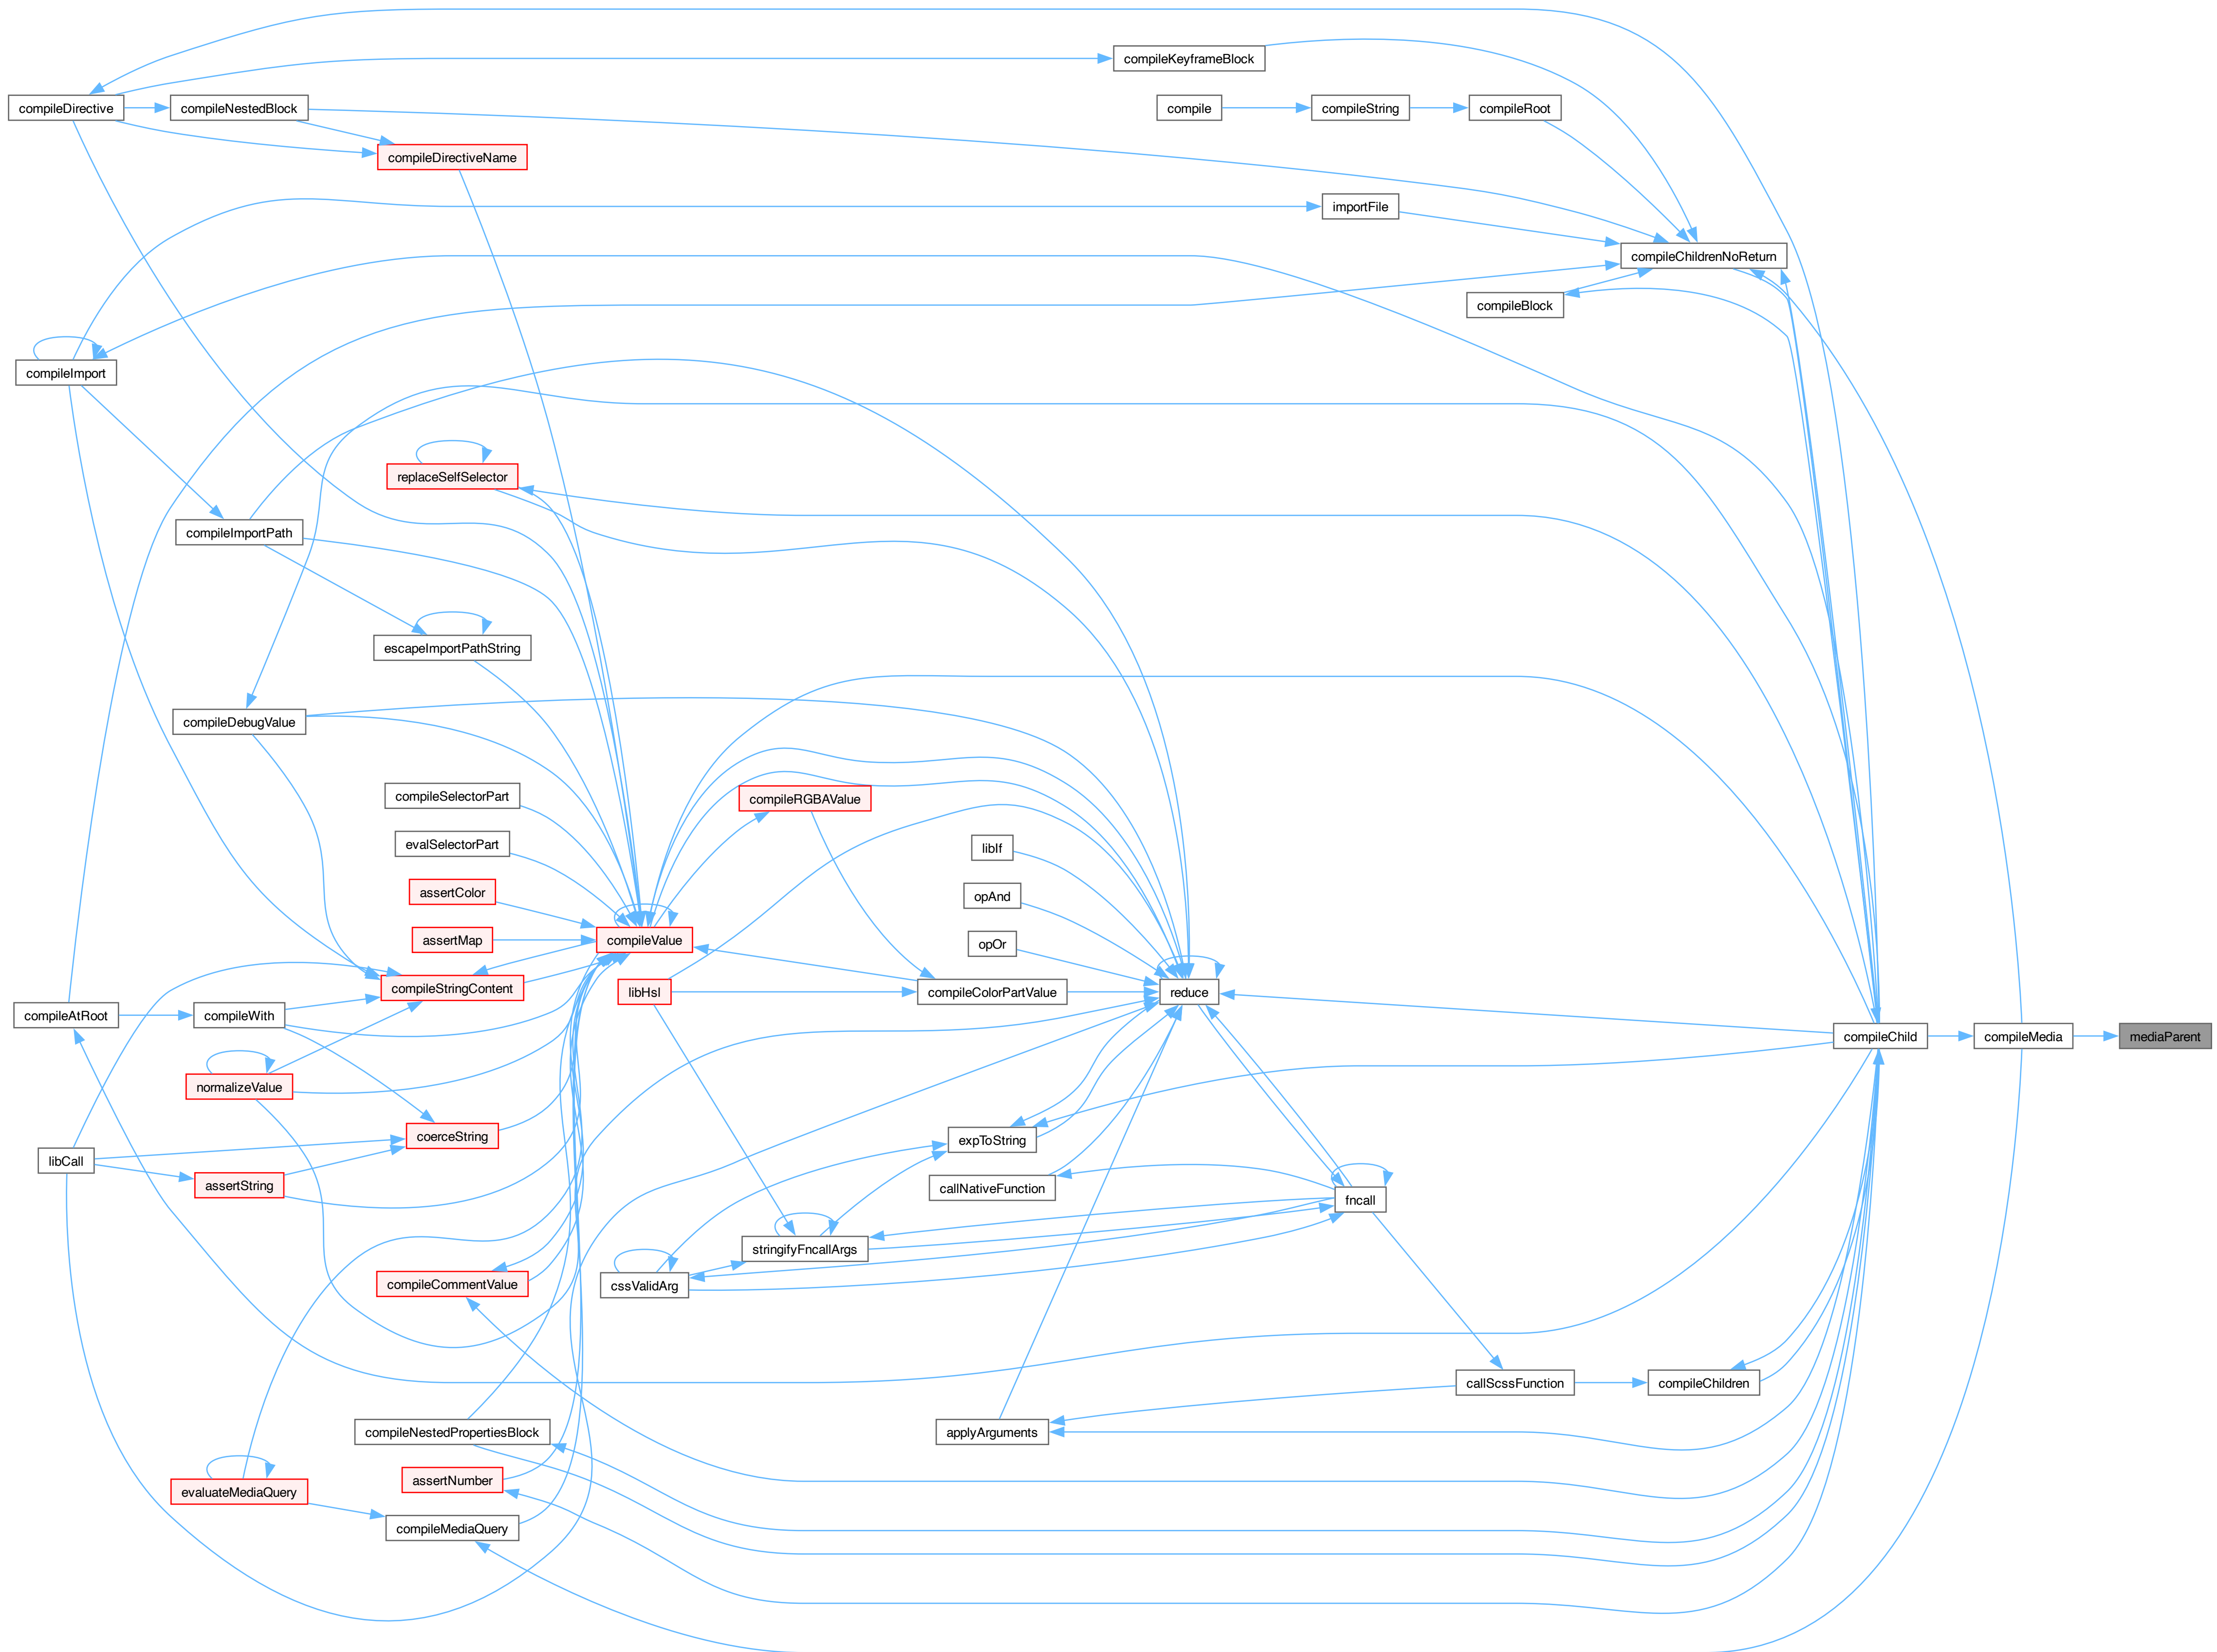 compileKeyframeBlock
compileDirective
compileNestedBlock
compile
compileString
compileRoot
compileDirectiveName
importFile
compileChildrenNoReturn
compileBlock
compileImport
replaceSelfSelector
compileImportPath
escapeImportPathString
compileDebugValue
compileSelectorPart
compileRGBAValue
evalSelectorPart
libIf
assertColor
opAnd
assertMap
compileValue
opOr
compileStringContent
libHsl
compileColorPartValue
reduce
compileAtRoot
compileWith
compileChild
compileMedia
mediaParent
normalizeValue
coerceString
expToString
libCall
assertString
callNativeFunction
fncall
stringifyFncallArgs
compileCommentValue
cssValidArg
callScssFunction
compileChildren
compileNestedPropertiesBlock
applyArguments
assertNumber
evaluateMediaQuery
compileMediaQuery